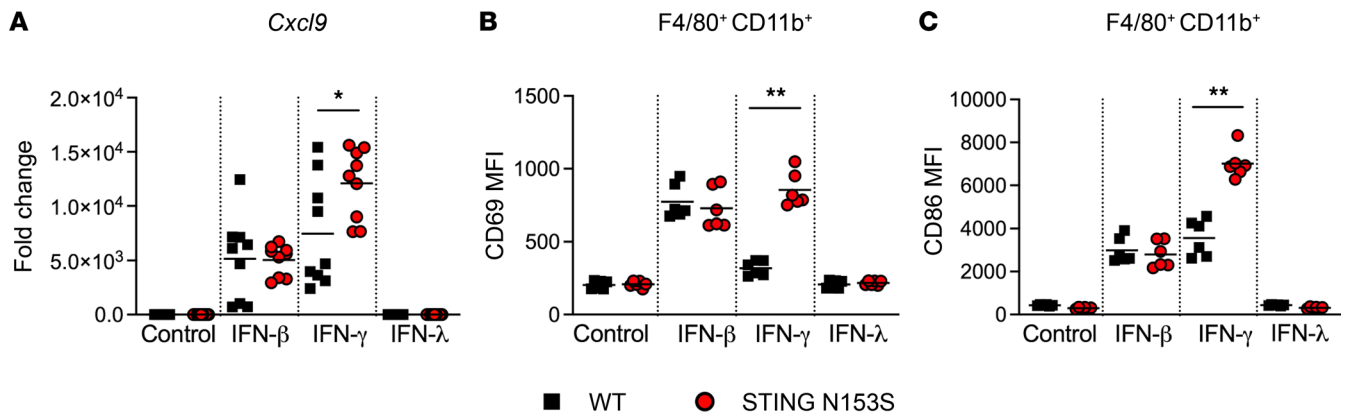 A
Cxcl9
Fold change
2.0×10⁴
1.5×10⁴
1.0×10⁴
5.0×10³
0.0
*
Control
IFN-β
IFN-γ
IFN-λ
B
F4/80⁺ CD11b⁺
CD69 MFI
1500
1000
500
0
**
Control
IFN-β
IFN-γ
IFN-λ
C
F4/80⁺ CD11b⁺
CD86 MFI
10000
8000
6000
4000
2000
0
**
Control
IFN-β
IFN-γ
IFN-λ
WT
STING N153S